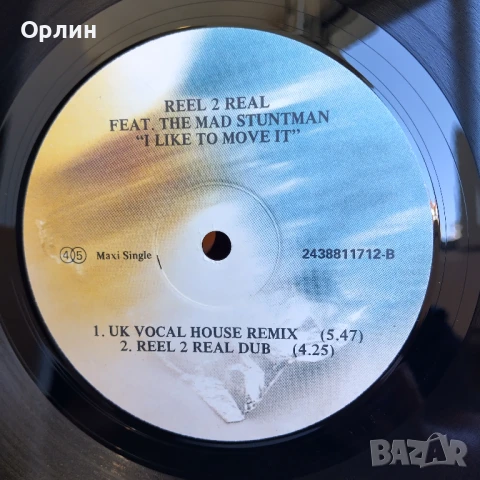 Орлин
REEL 2 REAL
FEAT. THE MAD STUNTMAN
“I LIKE TO MOVE IT”
45 Maxi Single
2438811712-B
1. UK VOCAL HOUSE REMIX (5.47)
2. REEL 2 REAL DUB (4.25)
BAZAR